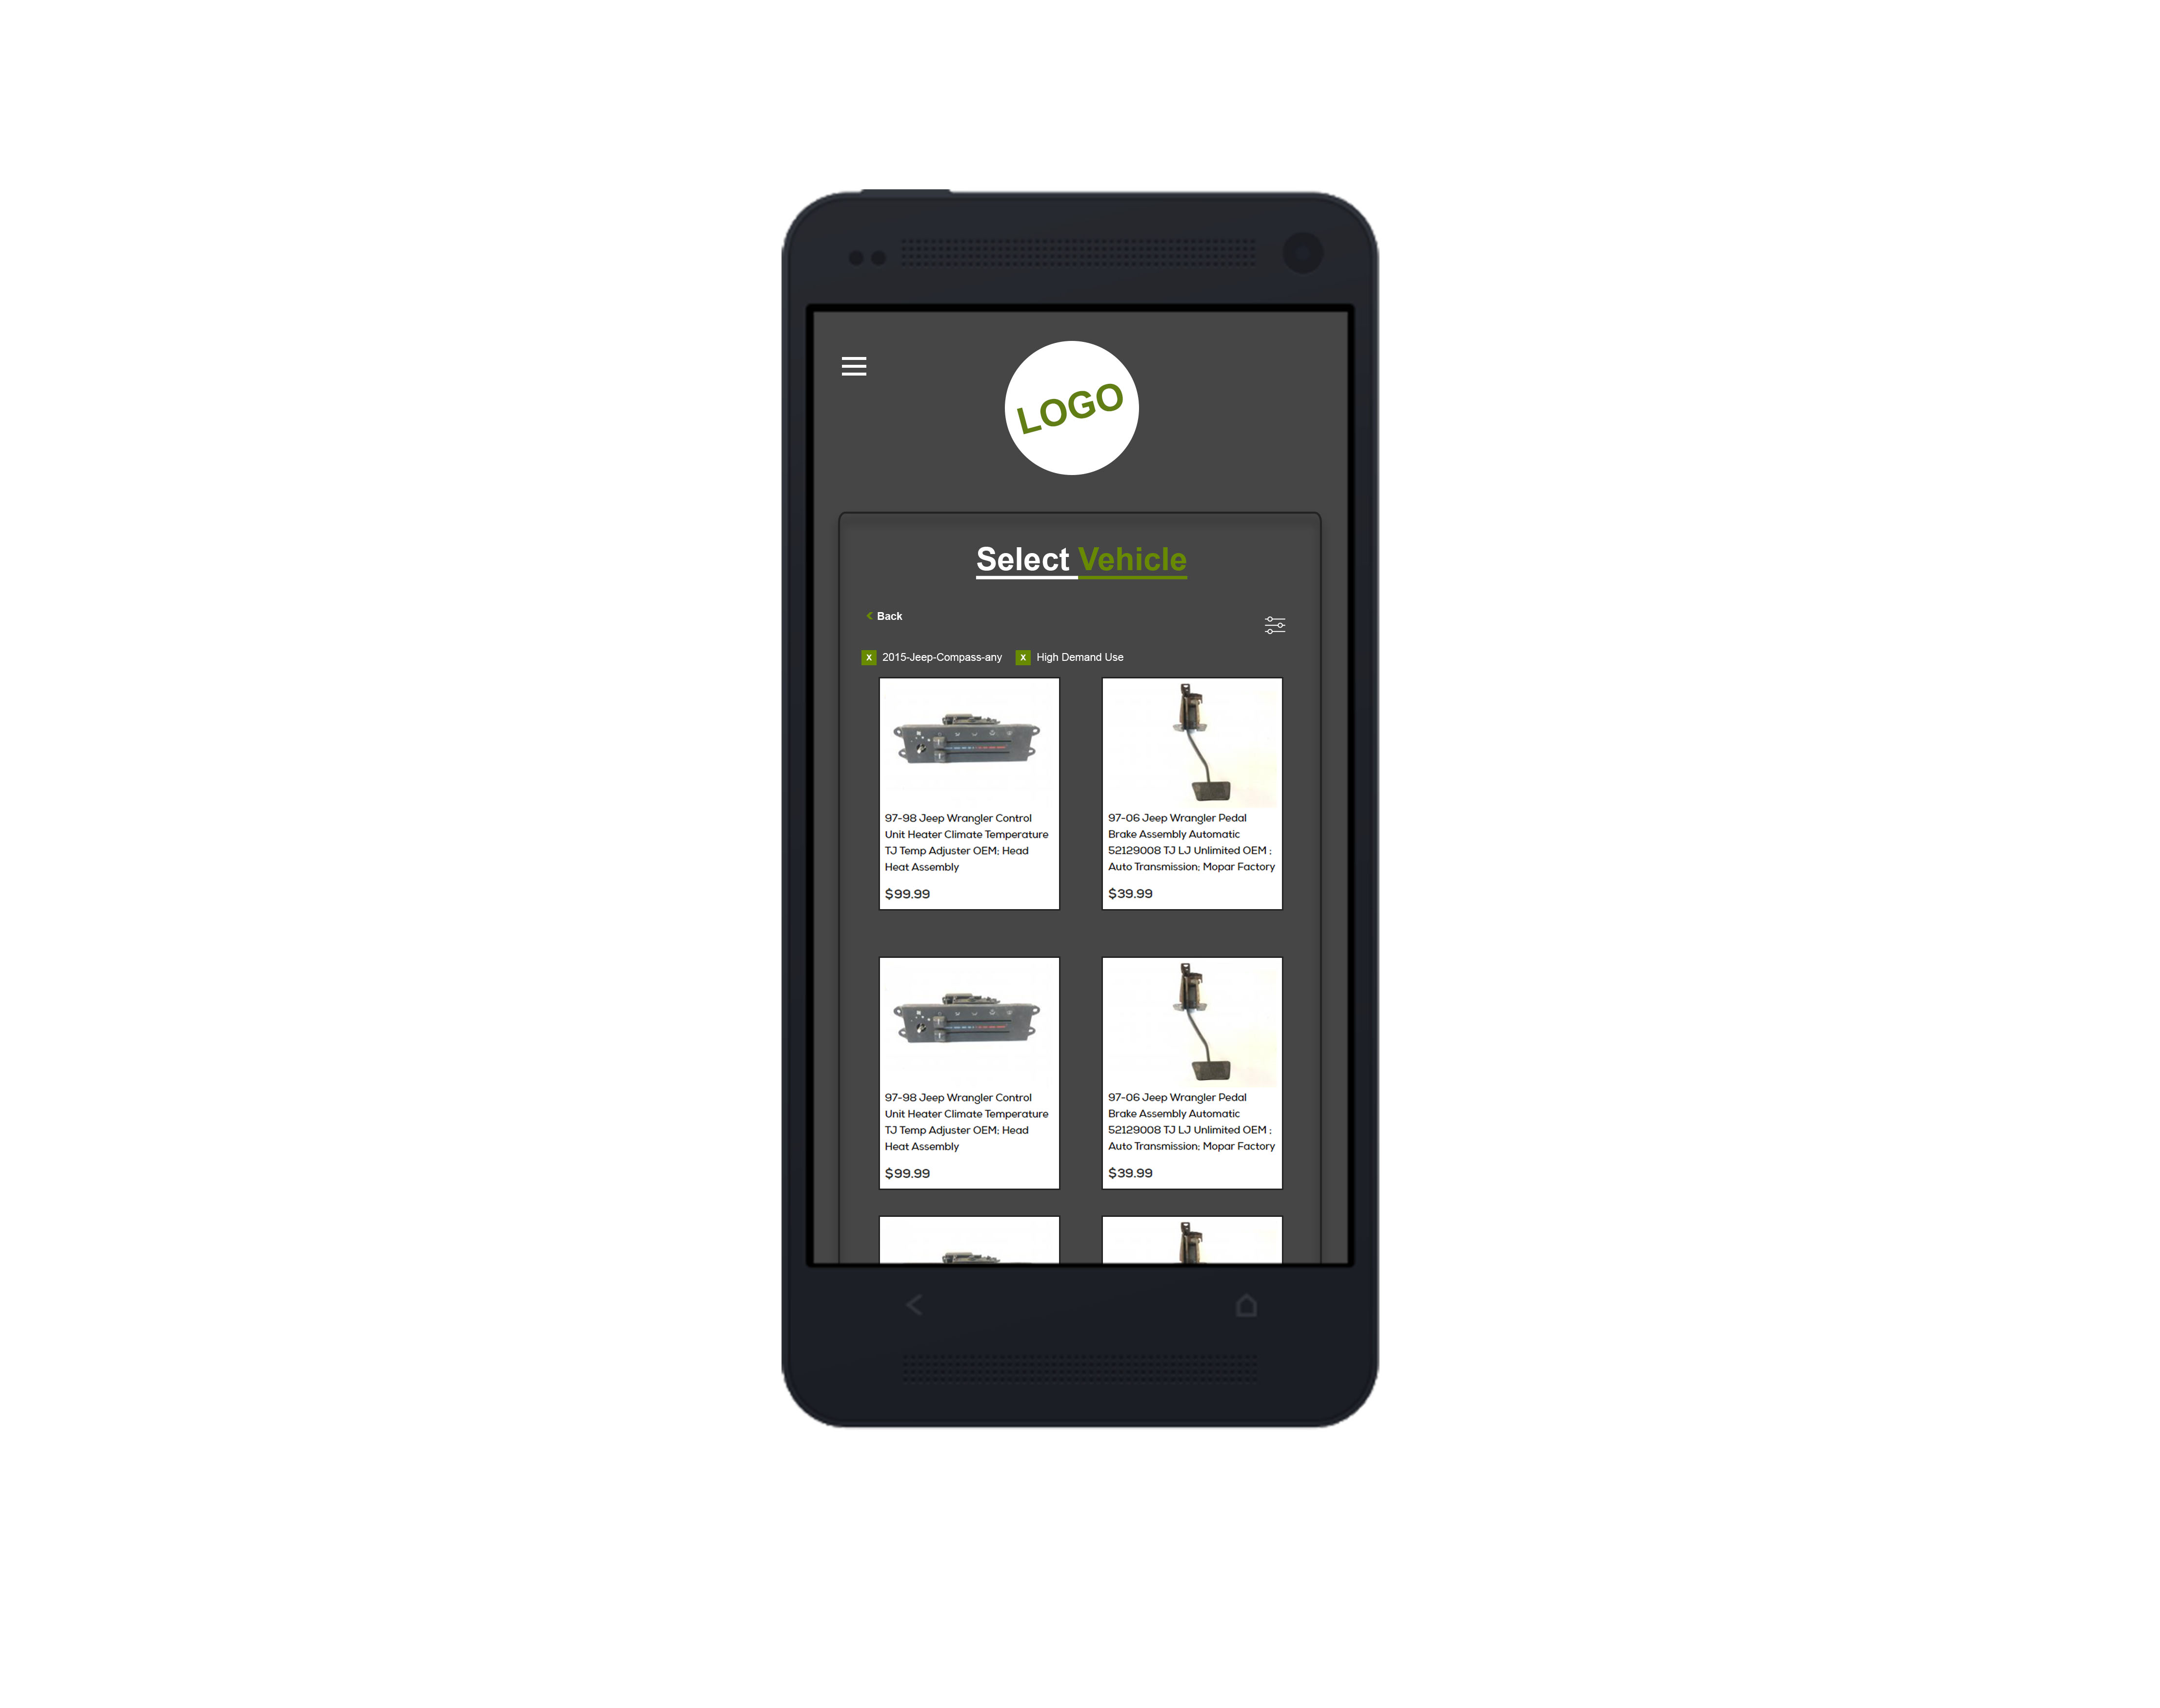 LOGO
Select Vehicle
< Back
x 2015-Jeep-Compass-any x High Demand Use
97-98 Jeep Wrangler Control
Unit Heater Climate Temperature
TJ Temp Adjuster OEM; Head
Heat Assembly
$99.99
97-06 Jeep Wrangler Pedal
Brake Assembly Automatic
52129008 TJ LJ Unlimited OEM ;
Auto Transmission; Mopar Factory
$39.99
97-98 Jeep Wrangler Control
Unit Heater Climate Temperature
TJ Temp Adjuster OEM; Head
Heat Assembly
$99.99
97-06 Jeep Wrangler Pedal
Brake Assembly Automatic
52129008 TJ LJ Unlimited OEM ;
Auto Transmission; Mopar Factory
$39.99